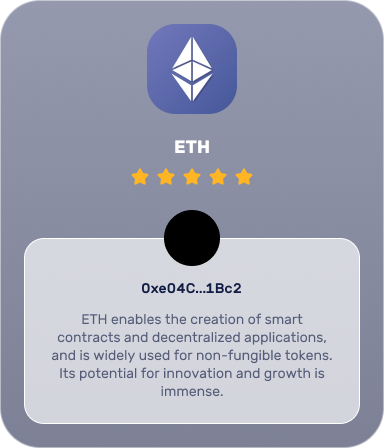 ETH
0xe04C...1Bc2
ETH enables the creation of smart
contracts and decentralized applications,
and is widely used for non-fungible tokens.
Its potential for innovation and growth is
immense.